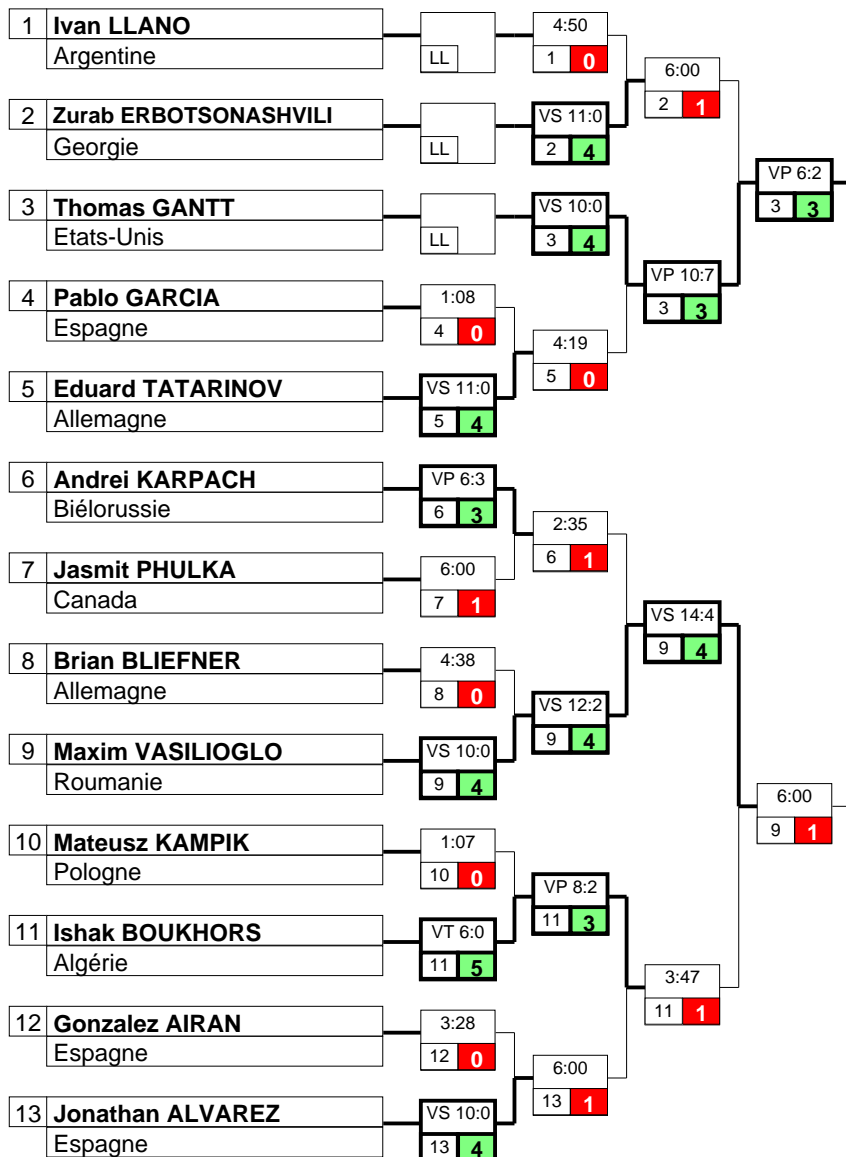 1 Ivan LLANO
Argentine
LL
4:50
1 0
6:00
2 1
2 Zurab ERBOTSONASHVILI
Georgie
LL
VS 11:0
2 4
VP 6:2
3 3
3 Thomas GANTT
Etats-Unis
LL
VS 10:0
3 4
VP 10:7
3 3
4 Pablo GARCIA
Espagne
1:08
4 0
4:19
5 0
5 Eduard TATARINOV
Allemagne
VS 11:0
5 4
6 Andrei KARPACH
Biélorussie
VP 6:3
6 3
2:35
6 1
7 Jasmit PHULKA
Canada
6:00
7 1
VS 14:4
9 4
8 Brian BLIEFNER
Allemagne
4:38
8 0
VS 12:2
9 4
9 Maxim VASILIOGLO
Roumanie
VS 10:0
9 4
6:00
9 1
10 Mateusz KAMPIK
Pologne
1:07
10 0
VP 8:2
11 3
11 Ishak BOUKHORS
Algérie
VT 6:0
11 5
3:47
11 1
12 Gonzalez AIRAN
Espagne
3:28
12 0
6:00
13 1
13 Jonathan ALVAREZ
Espagne
VS 10:0
13 4